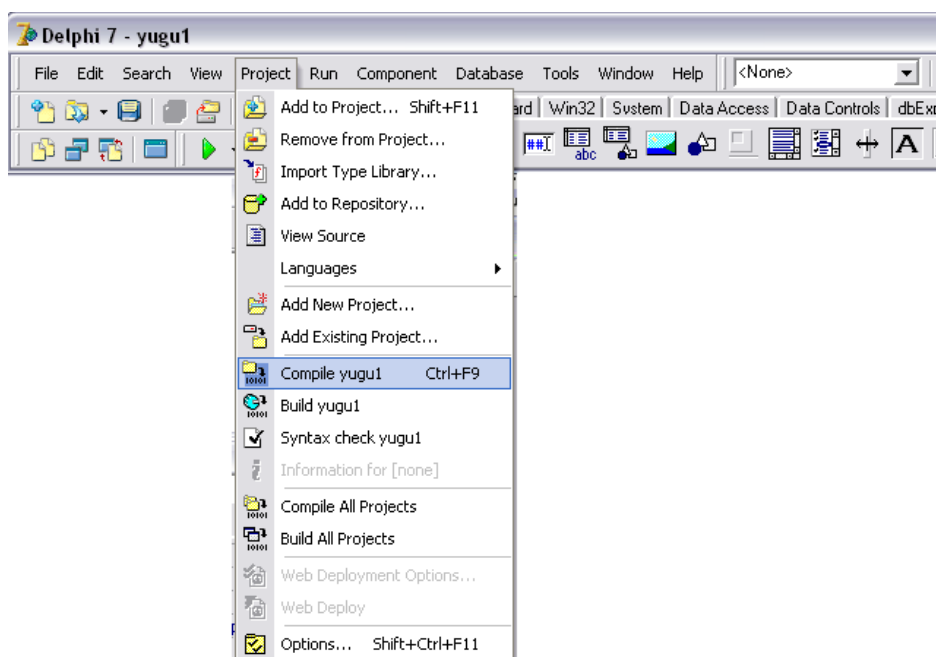 Delphi 7 - yugu1
File Edit Search View Project Run Component Database Tools Window Help <None>
Win32 System Data Access Data Controls
Add to Project... Shift+F11
Remove from Project...
##I
abc
A
Import Type Library...
Add to Repository...
View Source
Languages
Add New Project...
Add Existing Project...
Compile yugu1 Ctrl+F9
Build yugu1
Syntax check yugu1
Information for [none]
Compile All Projects
Build All Projects
Web Deployment Options...
Web Deploy
Options... Shift+Ctrl+F11